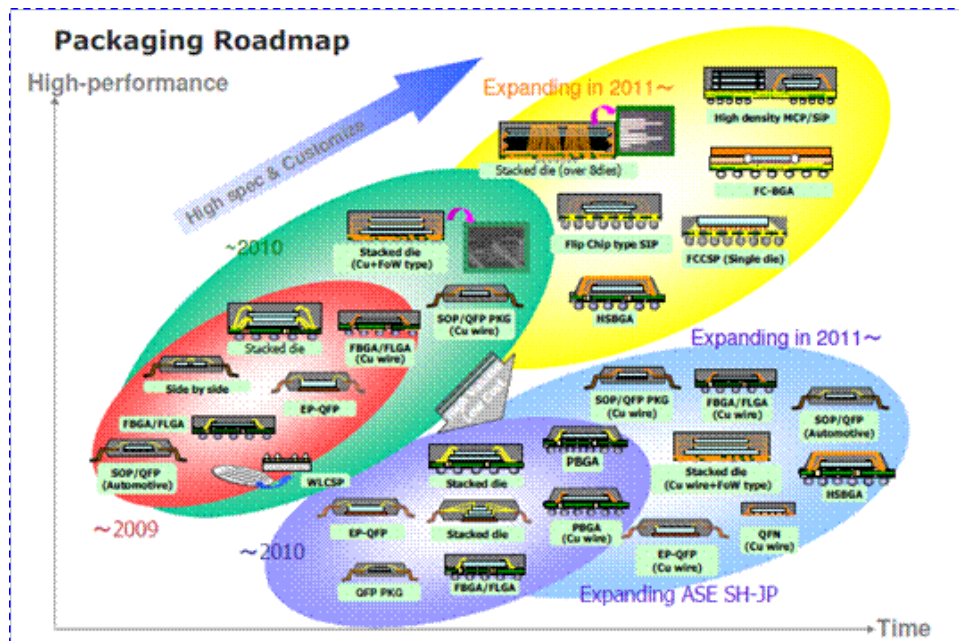 Packaging Roadmap
High-performance
High spec & Customize
Expanding in 2011~
High density MCP/SiP
Stacked die (over 8dies)
FC-BGA
~2010
Stacked die
(Cu+FoW type)
Flip Chip type SIP
FCCSP (Single die)
SOP/QFP PKG
(Cu wire)
HSBGA
Stacked die
FBGA/FLGA
(Cu wire)
Side by side
EP-QFP
FBGA/FLGA
SOP/QFP
(Automotive)
WLCSP
~2009
Expanding in 2011~
SOP/QFP PKG
(Cu wire)
FBGA/FLGA
(Cu wire)
SOP/QFP
(Automotive)
Stacked die
PBGA
Stacked die
(Cu wire+FoW type)
HSBGA
EP-QFP
Stacked die
PBGA
(Cu wire)
QFN
(Cu wire)
~2010
EP-QFP
(Cu wire)
QFP PKG
FBGA/FLGA
Expanding ASE SH-JP
Time